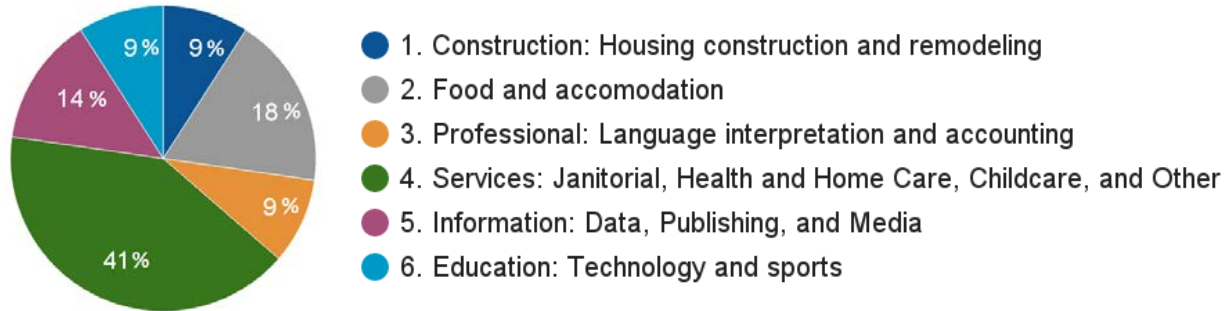 9%
9%
18%
9%
41%
14%
1. Construction: Housing construction and remodeling
2. Food and accomodation
3. Professional: Language interpretation and accounting
4. Services: Janitorial, Health and Home Care, Childcare, and Other
5. Information: Data, Publishing, and Media
6. Education: Technology and sports